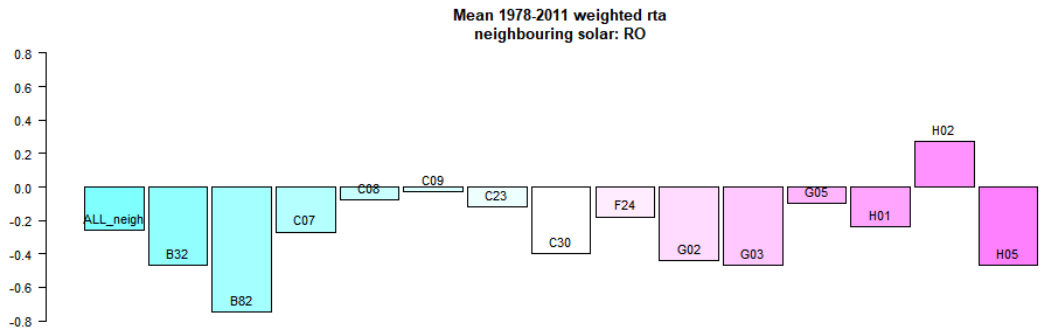 Mean 1978-2011 weighted rta
neighbouring solar: RO
0.8
0.6
0.4
0.2
0.0
-0.2
-0.4
-0.6
-0.8
ALL_neigh
B32
B82
C07
C08
C09
C23
C30
F24
G02
G03
G05
H01
H02
H05